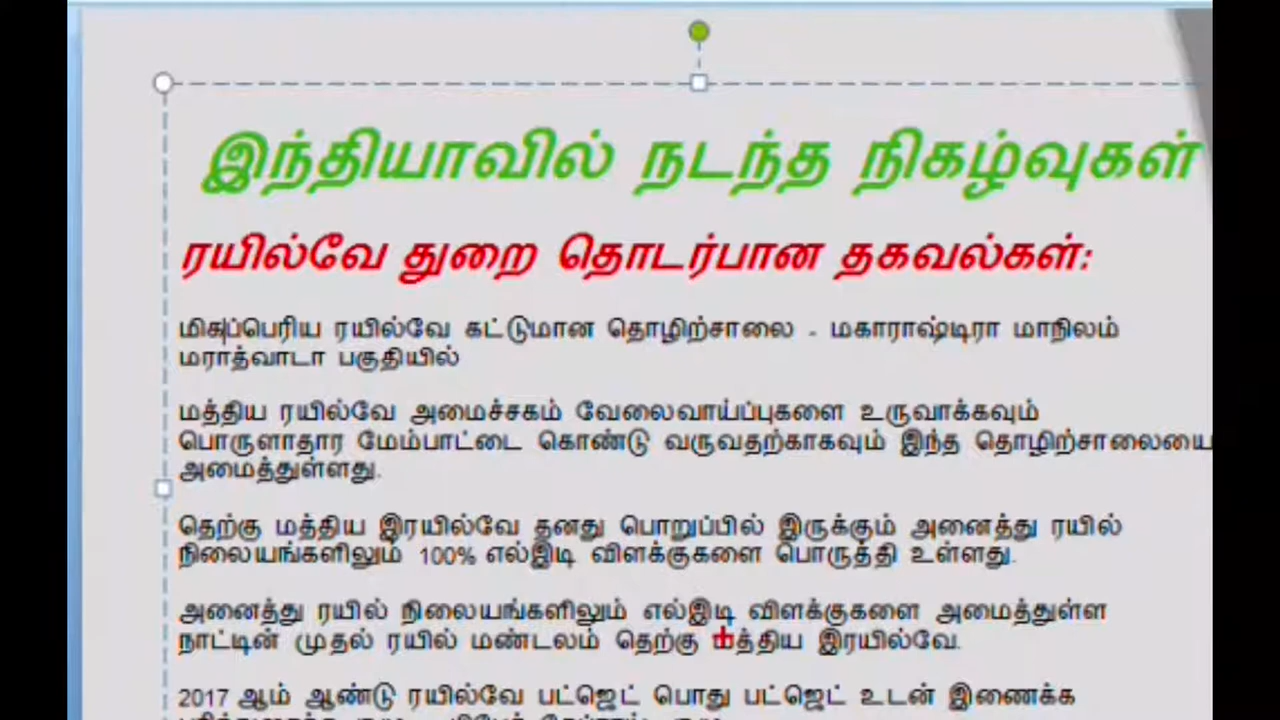 இந்தியாவில் நடந்த நிகழ்வுகள்
ரயில்வே துறை தொடர்பான தகவல்கள்:
மிகப்பெரிய ரயில்வே கட்டுமான தொழிற்சாலை - மகாராஷ்டிரா மாநிலம்
மராத்வாடா பகுதியில்
மத்திய ரயில்வே அமைச்சகம் வேலைவாய்ப்புகளை உருவாக்கவும்
பொருளாதார மேம்பாட்டை கொண்டு வருவதற்காகவும் இந்த தொழிற்சாலையை
அமைத்துள்ளது.
தெற்கு மத்திய இரயில்வே தனது பொறுப்பில் இருக்கும் அனைத்து ரயில்
நிலையங்களிலும் 100% எல்இடி விளக்குகளை பொருத்தி உள்ளது.
அனைத்து ரயில் நிலையங்களிலும் எல்இடி விளக்குகளை அமைத்துள்ள
நாட்டின் முதல் ரயில் மண்டலம் தெற்கு மத்திய இரயில்வே.
2017 ஆம் ஆண்டு ரயில்வே பட்ஜெட் பொது பட்ஜெட் உடன் இணைக்க